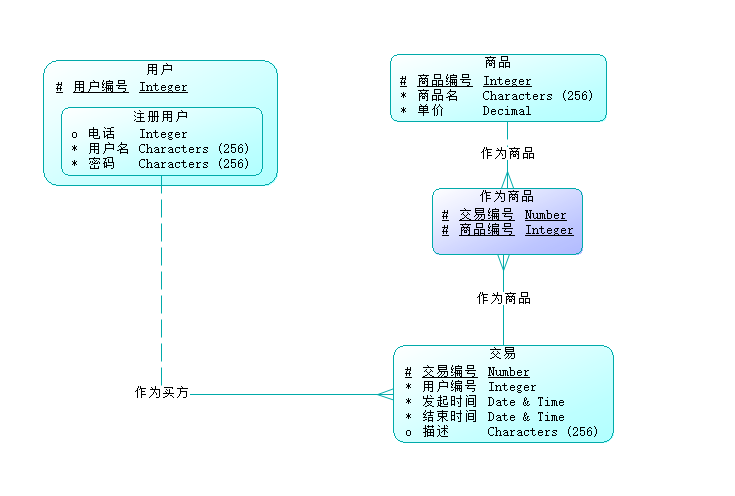 用户
# 用户编号 Integer
注册用户
o 电话 Integer
* 用户名 Characters (256)
* 密码 Characters (256)
商品
# 商品编号 Integer
* 商品名 Characters (256)
* 单价 Decimal
作为商品
作为商品
# 交易编号 Number
# 商品编号 Integer
作为商品
作为买方
交易
# 交易编号 Number
* 用户编号 Integer
* 发起时间 Date & Time
* 结束时间 Date & Time
o 描述 Characters (256)